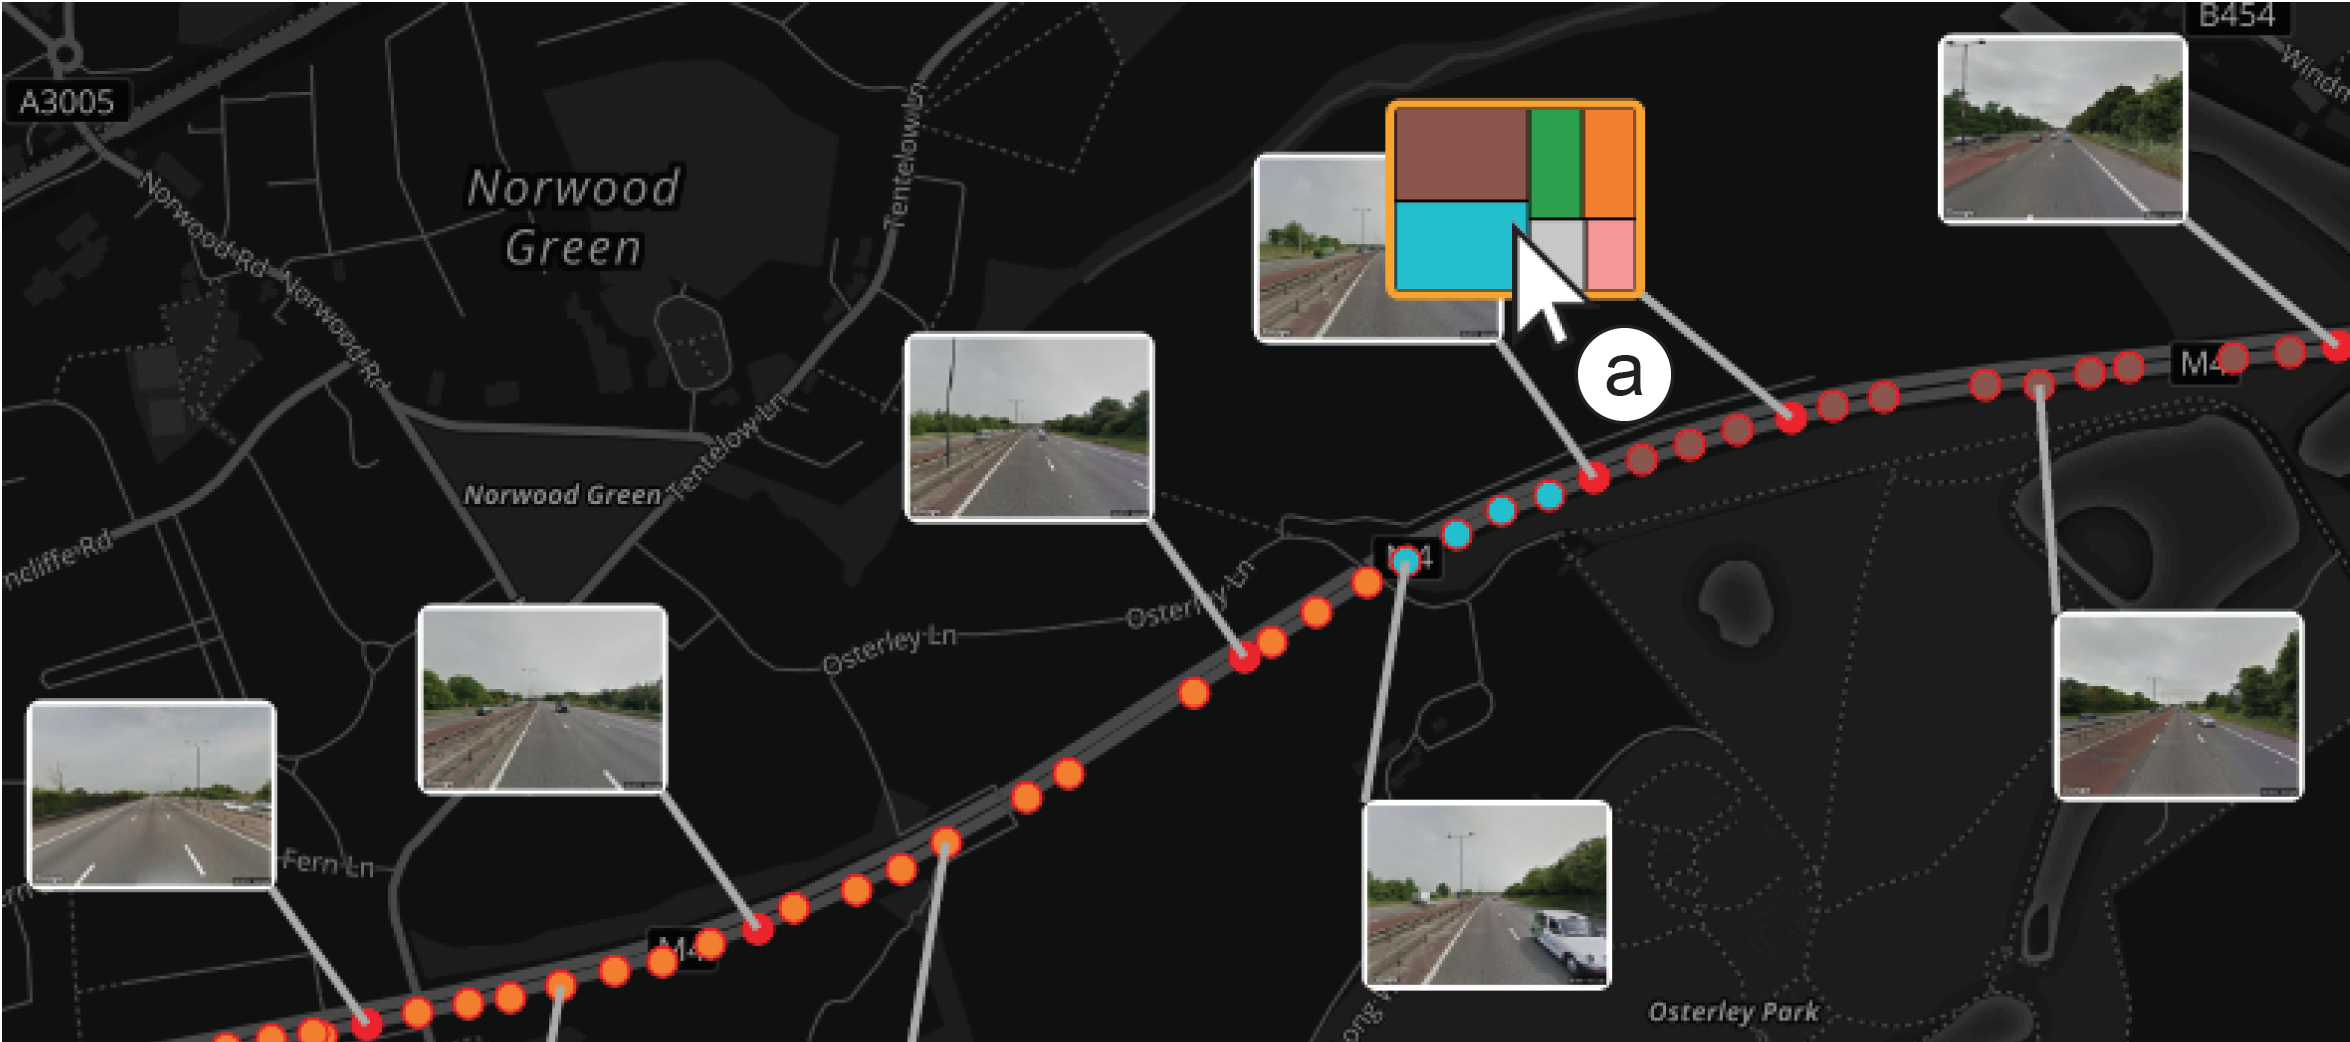 B454
Windm
A3005
Norwood Rd
Norwood Rd
Norwood
Green
Tentelow Ln
a
M4
Norwood Green
Tentelow Ln
ncliffe Rd
Osterley Ln
Osterley Ln
Fern Ln
M4
Osterley Park